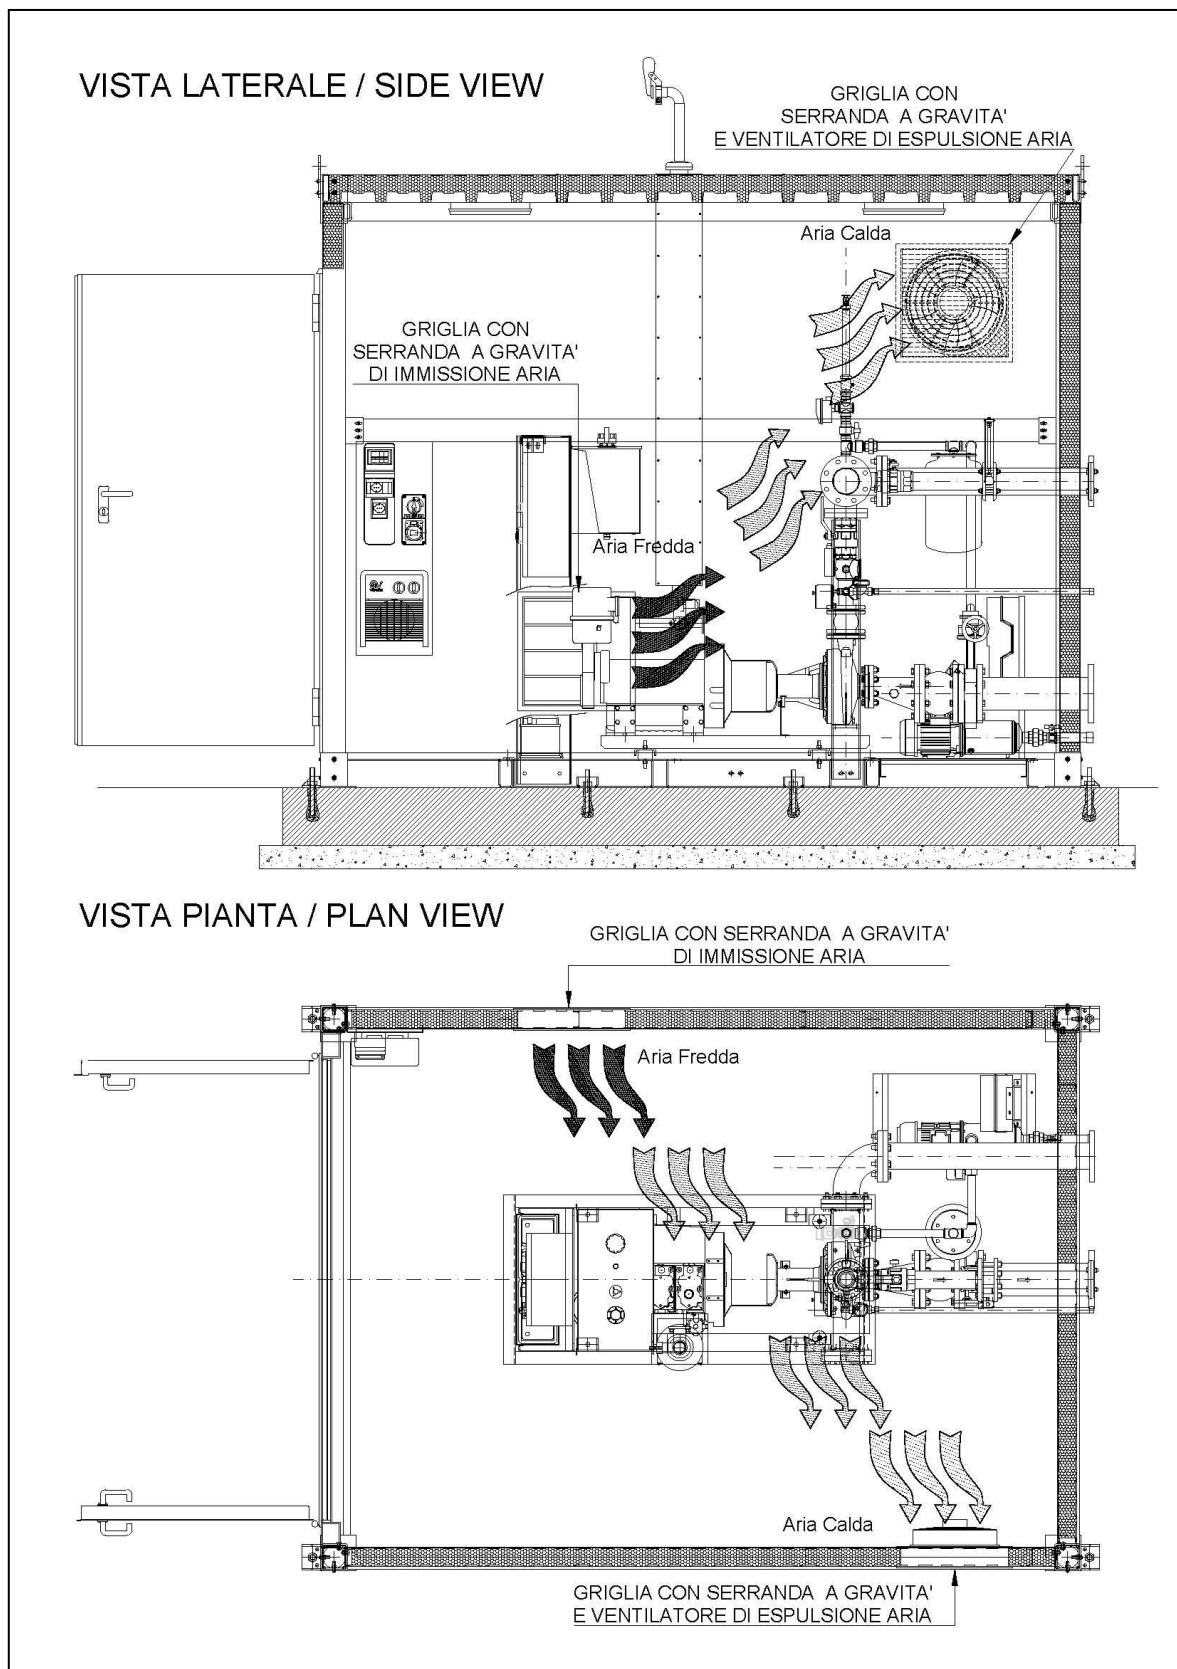 VISTA LATERALE / SIDE VIEW
GRIGLIA CON
SERRANDA A GRAVITA'
E VENTILATORE DI ESPULSIONE ARIA
Aria Calda
GRIGLIA CON
SERRANDA A GRAVITA'
DI IMMISSIONE ARIA
Aria Fredda
VISTA PIANTA / PLAN VIEW
GRIGLIA CON SERRANDA A GRAVITA'
DI IMMISSIONE ARIA
Aria Fredda
Aria Calda
GRIGLIA CON SERRANDA A GRAVITA'
E VENTILATORE DI ESPULSIONE ARIA